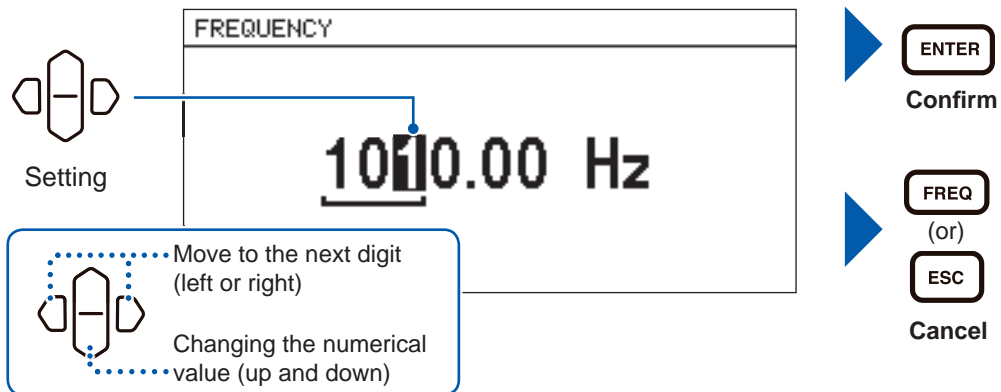 FREQUENCY
1010.00 Hz
Setting
Move to the next digit
(left or right)
Changing the numerical
value (up and down)
ENTER
Confirm
FREQ
(or)
ESC
Cancel